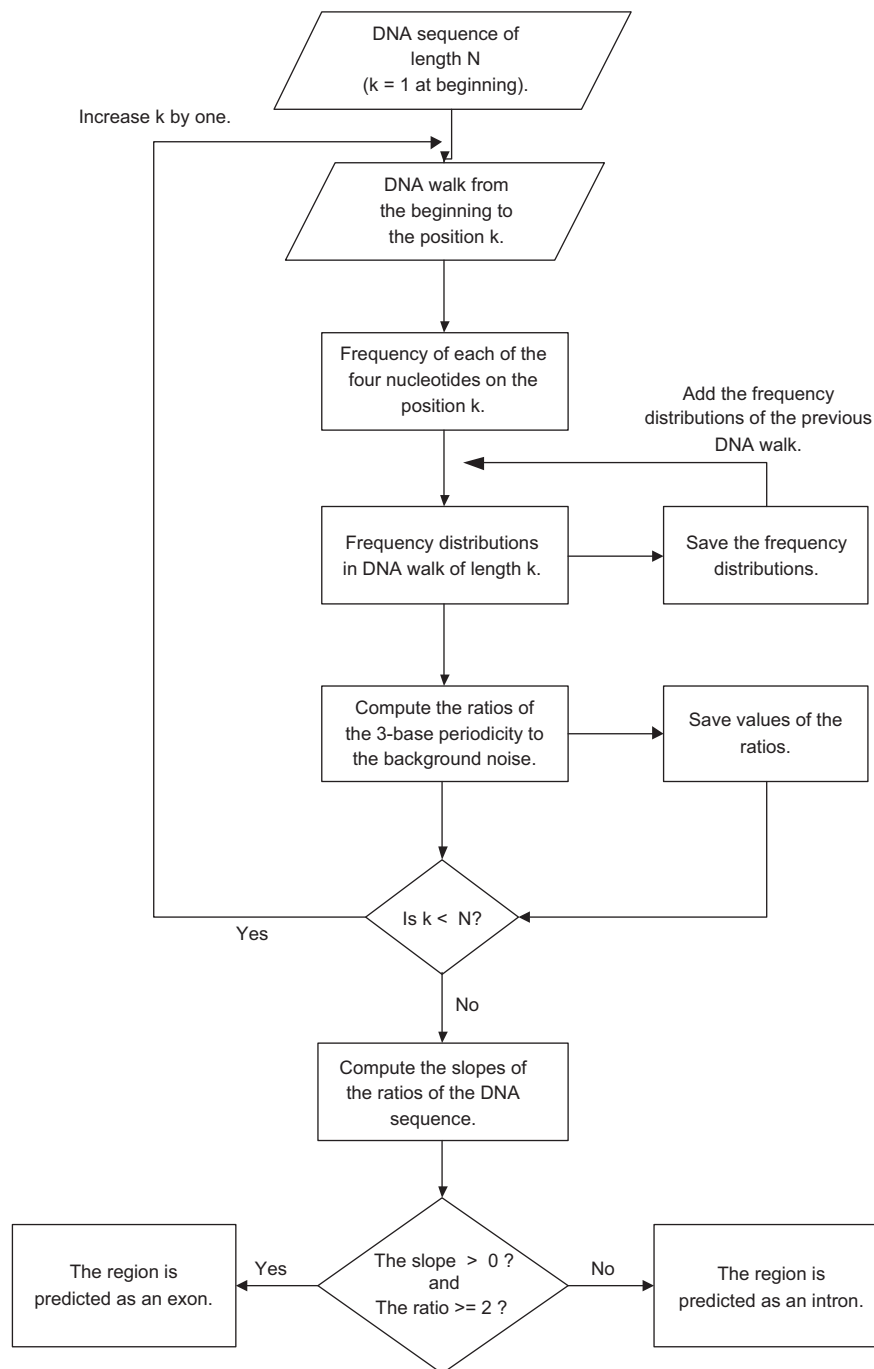 DNA sequence of
length N
(k = 1 at beginning).
Increase k by one.
DNA walk from
the beginning to
the position k.
Frequency of each of the
four nucleotides on the
position k.
Add the frequency
distributions of the previous
DNA walk.
Frequency distributions
in DNA walk of length k.
Save the frequency
distributions.
Compute the ratios of
the 3-base periodicity to
the background noise.
Save values of the
ratios.
Is k < N?
Yes
No
Compute the slopes of
the ratios of the DNA
sequence.
The slope > 0 ?
and
The ratio >= 2 ?
Yes
The region is
predicted as an exon.
No
The region is
predicted as an intron.